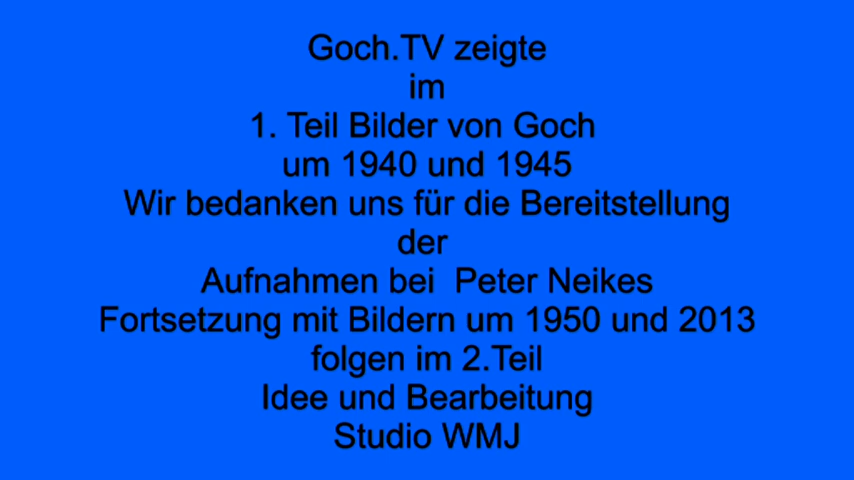 Goch.TV zeigte
im
1. Teil Bilder von Goch
um 1940 und 1945
Wir bedanken uns für die Bereitstellung
der
Aufnahmen bei Peter Neikes
Fortsetzung mit Bildern um 1950 und 2013
folgen im 2.Teil
Idee und Bearbeitung
Studio WMJ